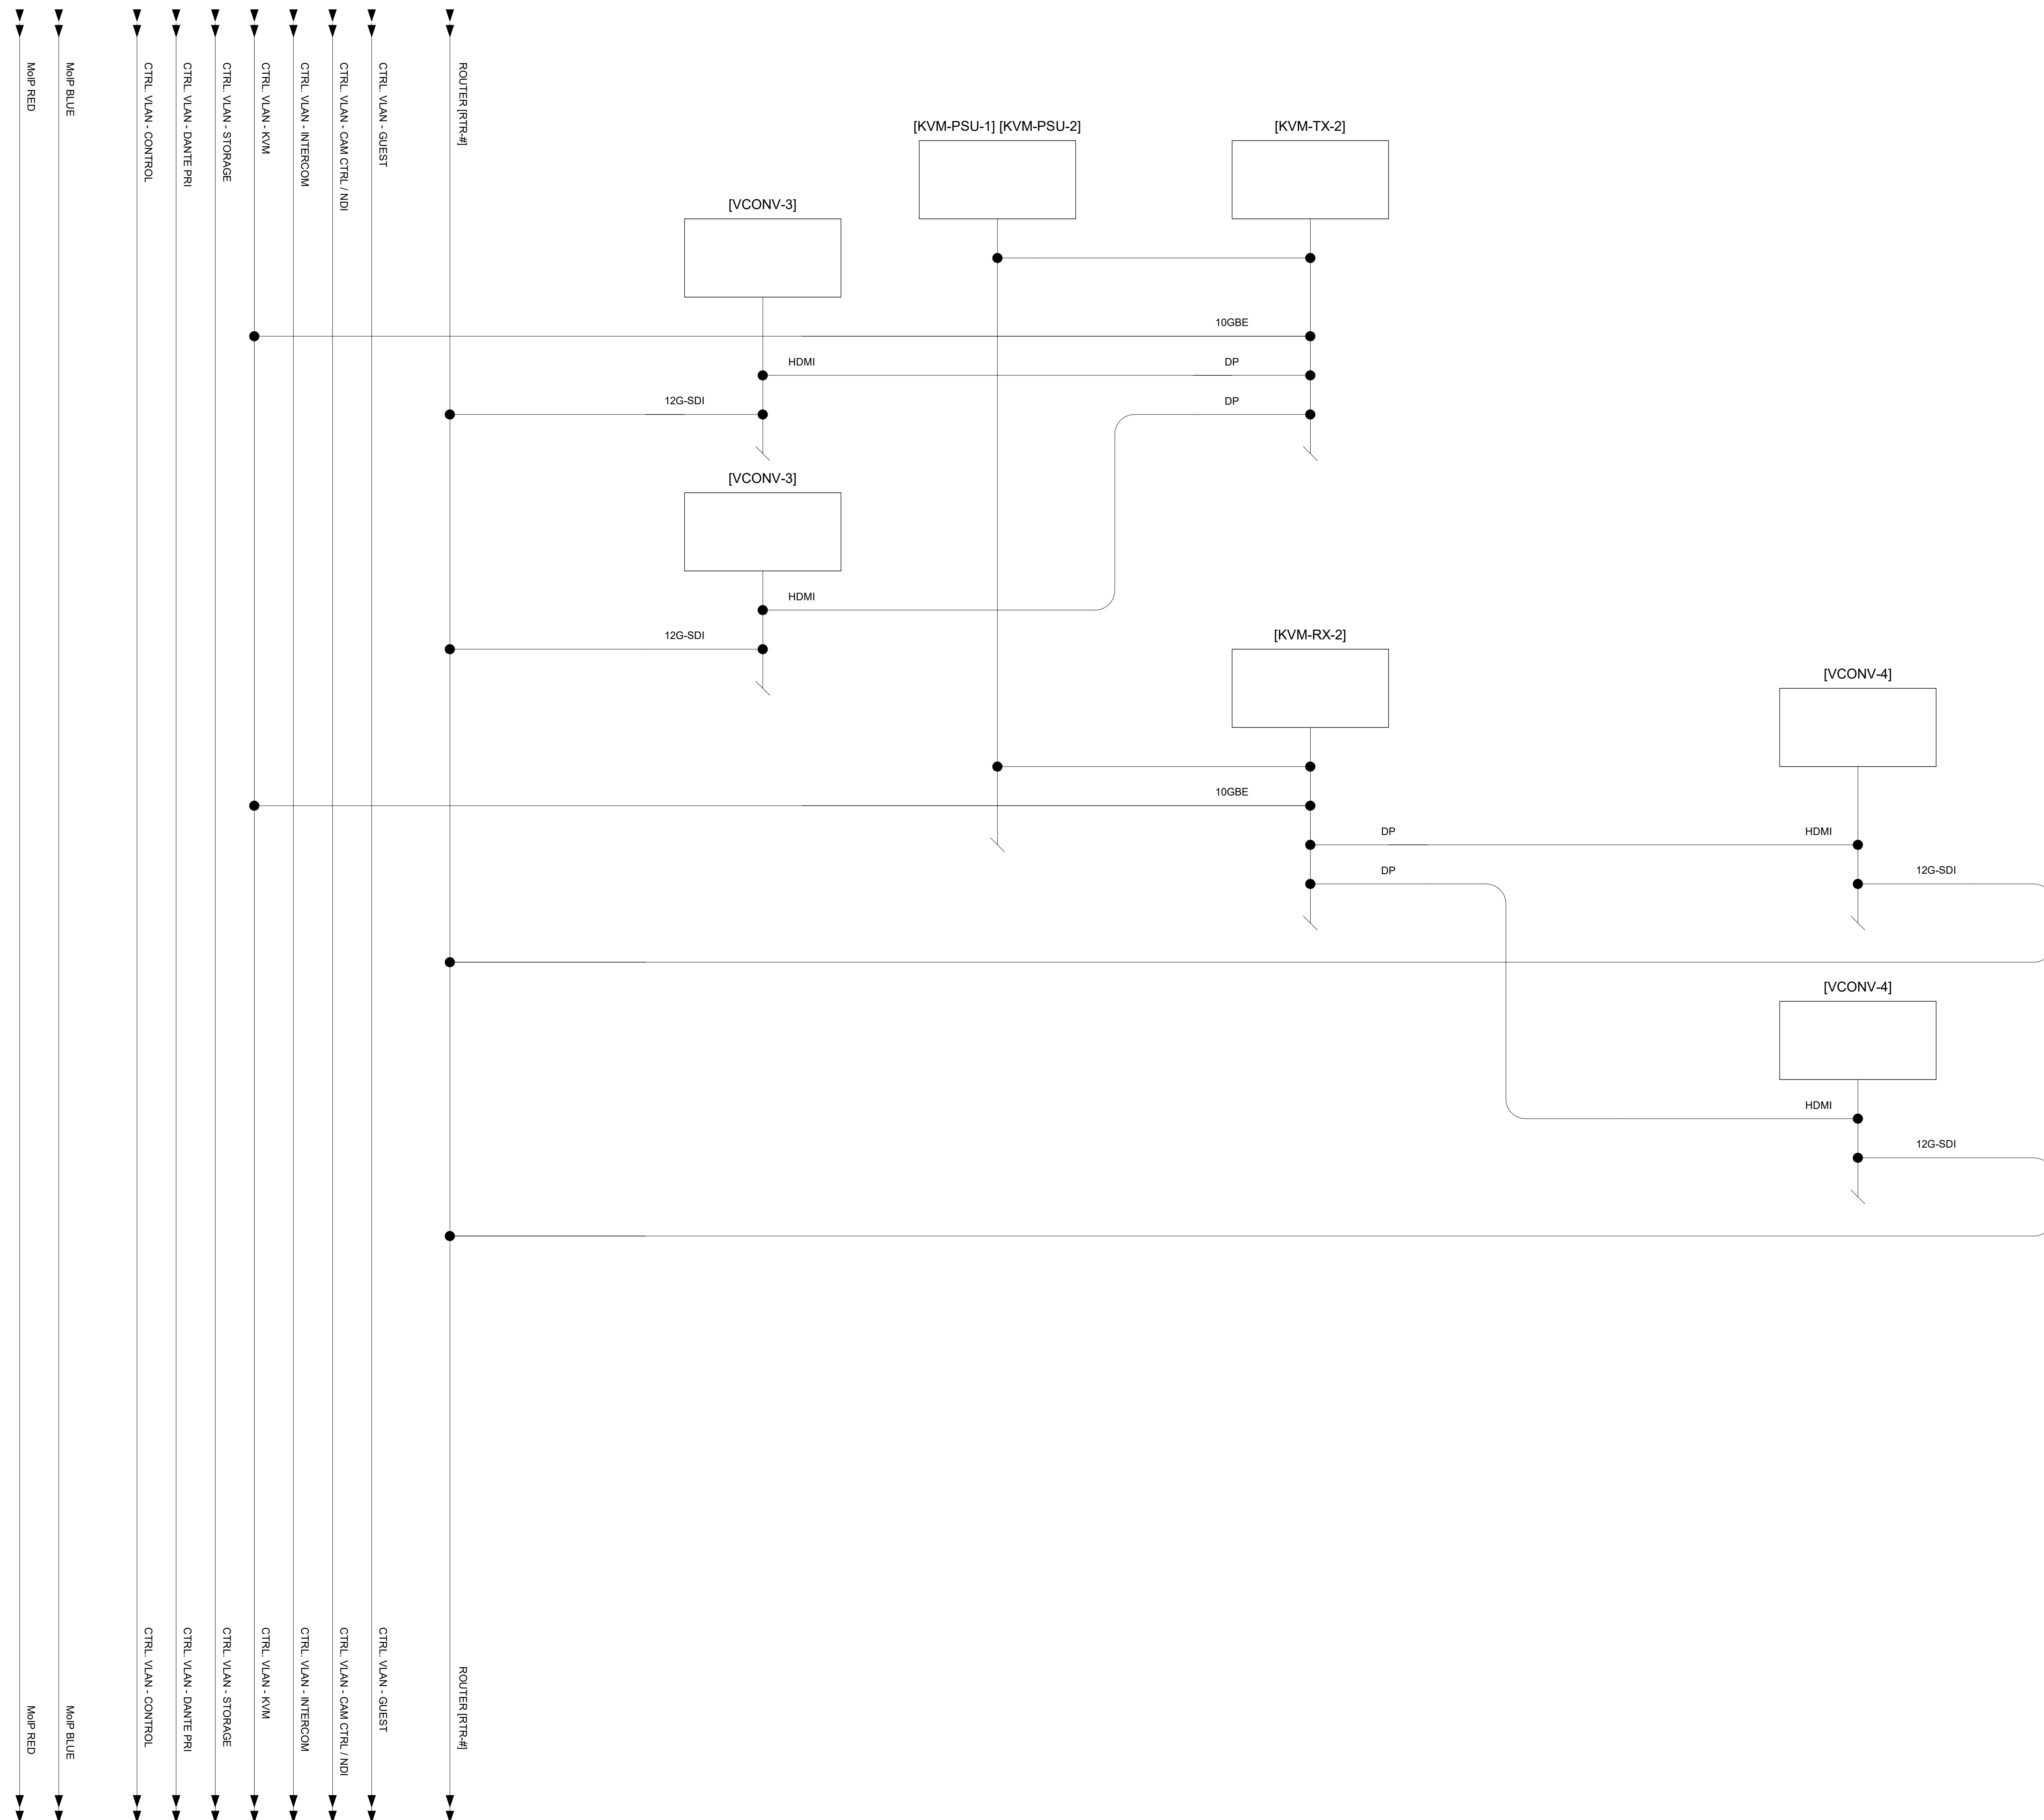 MoIP RED
MoIP BLUE
CTRL. VLAN - CONTROL
CTRL. VLAN - DANTE PRI
CTRL. VLAN - STORAGE
CTRL. VLAN - KVM
CTRL. VLAN - INTERCOM
CTRL. VLAN - CAM CTRL / NDI
CTRL. VLAN - GUEST
ROUTER [RTR-#]
[KVM-PSU-1] [KVM-PSU-2]
[KVM-TX-2]
[VCONV-3]
10GBE
HDMI
DP
12G-SDI
DP
[VCONV-3]
HDMI
12G-SDI
[KVM-RX-2]
[VCONV-4]
10GBE
DP
HDMI
DP
12G-SDI
[VCONV-4]
HDMI
12G-SDI
MoIP RED
MoIP BLUE
CTRL. VLAN - CONTROL
CTRL. VLAN - DANTE PRI
CTRL. VLAN - STORAGE
CTRL. VLAN - KVM
CTRL. VLAN - INTERCOM
CTRL. VLAN - CAM CTRL / NDI
CTRL. VLAN - GUEST
ROUTER [RTR-#]